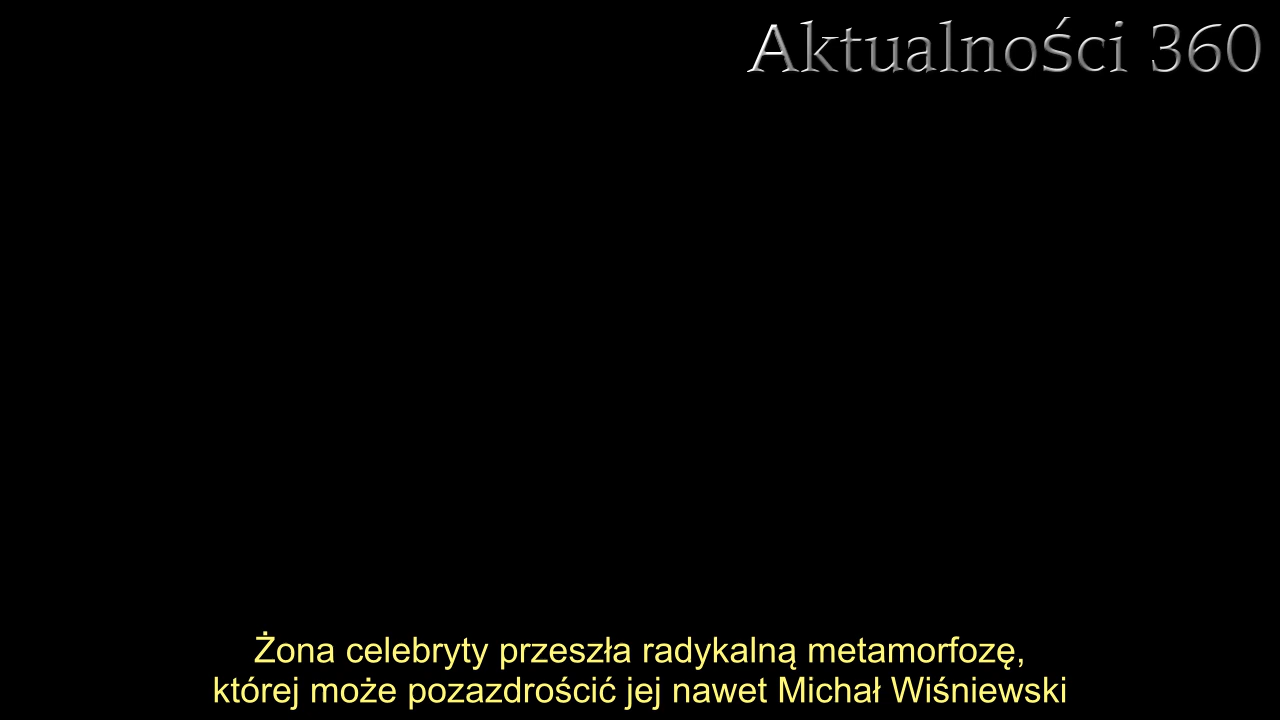 Aktualności 360
Żona celebryty przeszła radykalną metamorfozę,
której może pozazdrościć jej nawet Michał Wiśniewski